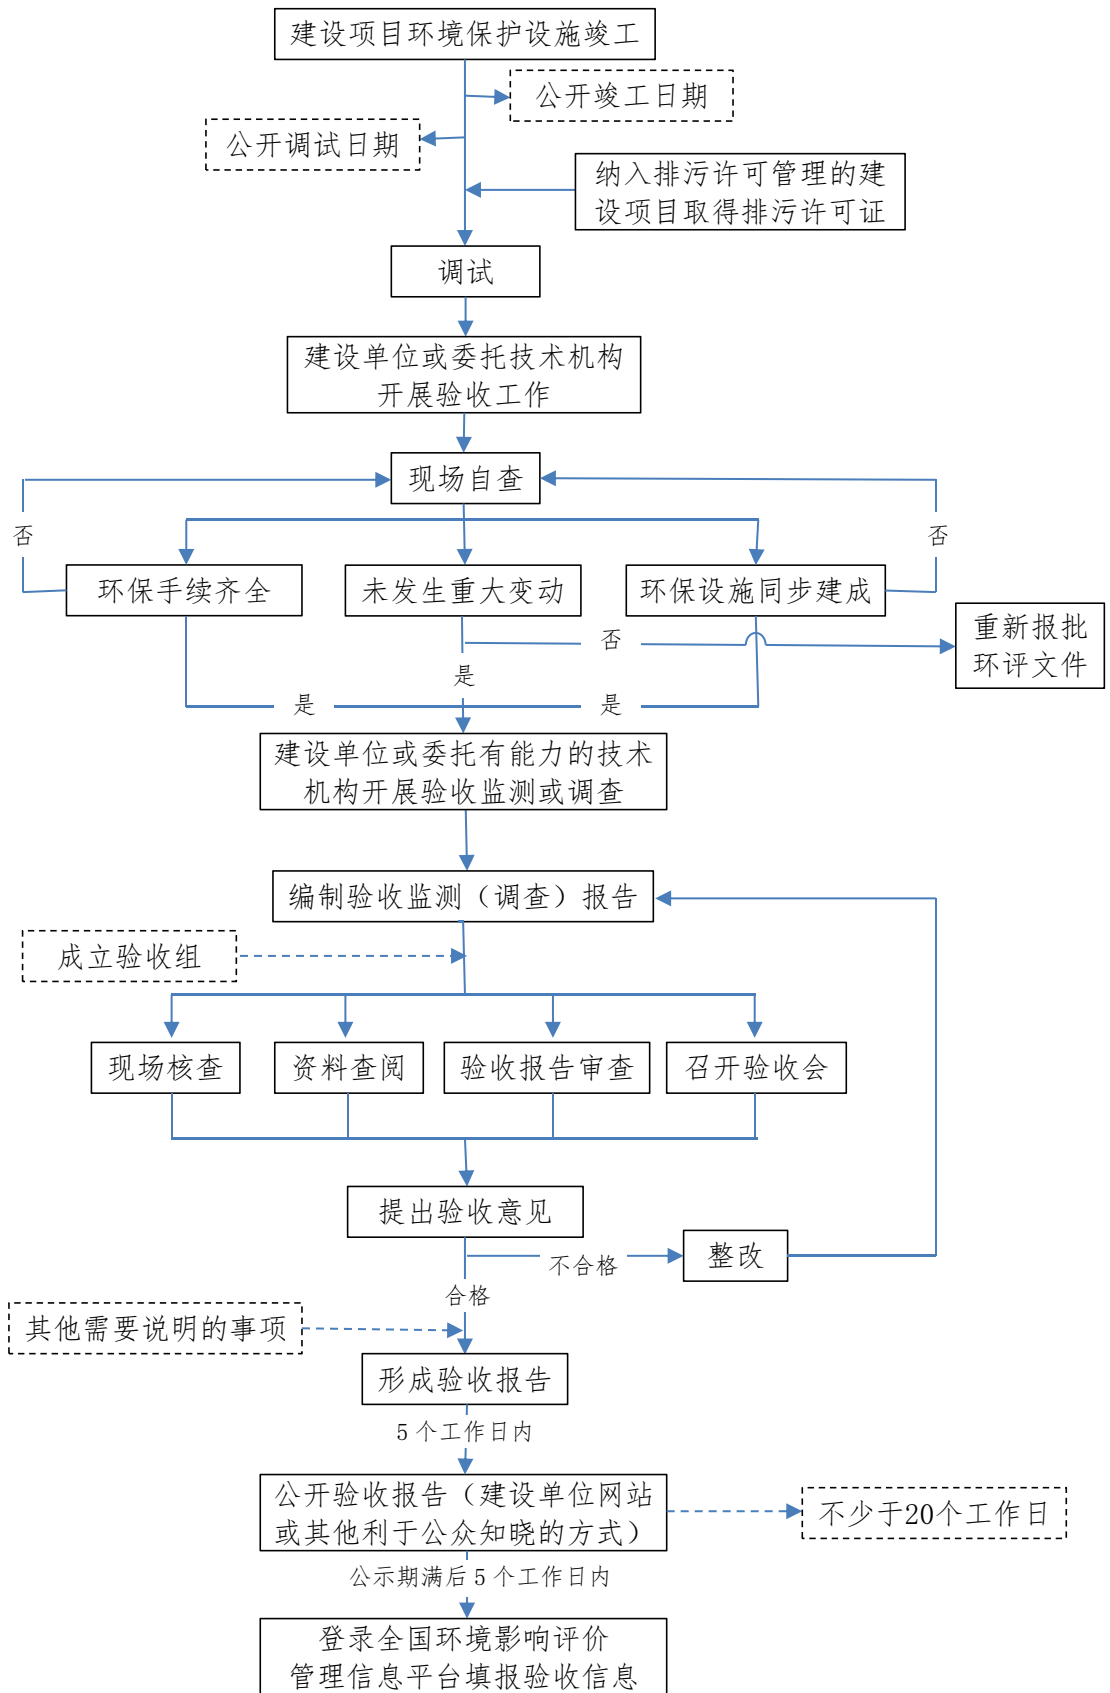 建设项目环境保护设施竣工
公开竣工日期
公开调试日期
纳入排污许可管理的建
设项目取得排污许可证
调试
建设单位或委托技术机构
开展验收工作
现场自查
否
否
环保手续齐全
未发生重大变动
环保设施同步建成
否
重新报批
环评文件
是
是
是
建设单位或委托有能力的技术
机构开展验收监测或调查
编制验收监测（调查）报告
成立验收组
现场核查
资料查阅
验收报告审查
召开验收会
提出验收意见
不合格
整改
合格
其他需要说明的事项
形成验收报告
5个工作日内
公开验收报告（建设单位网站
或其他利于公众知晓的方式）
不少于20个工作日
公示期满后5个工作日内
登录全国环境影响评价
管理信息平台填报验收信息